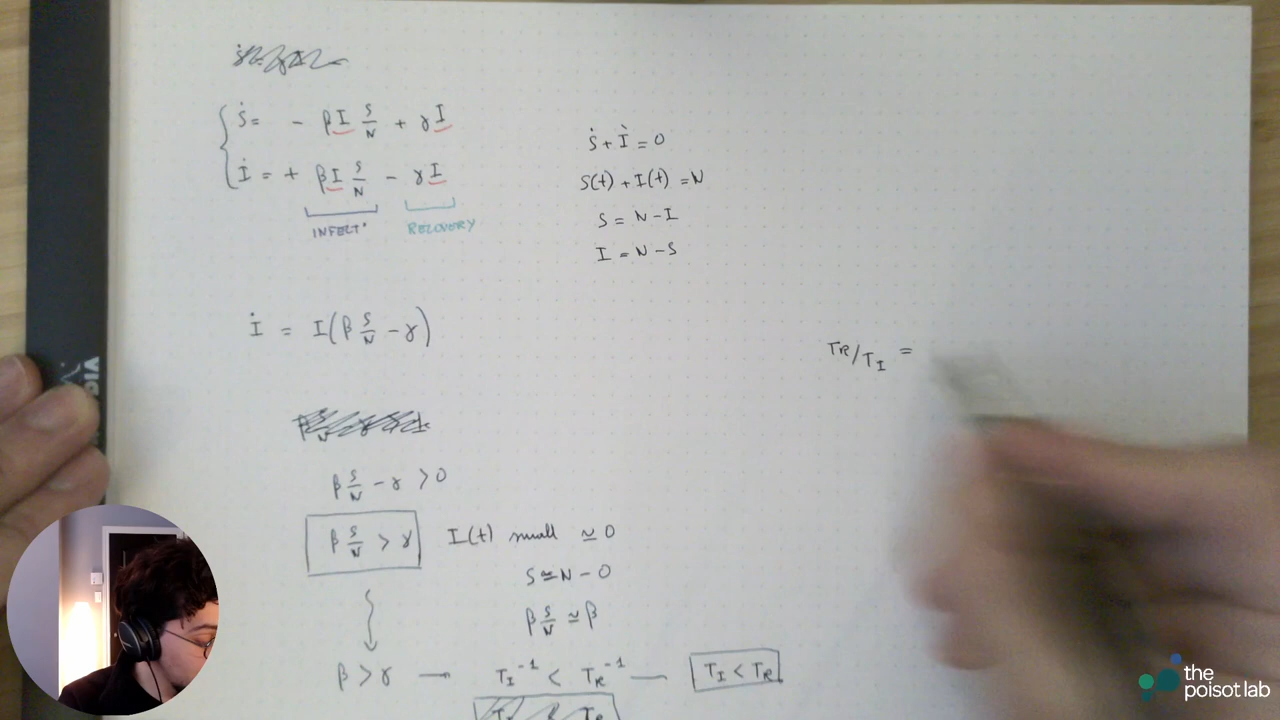 Ṡ = - βI S/N + γI
İ = + βI S/N - γI
INFECT° RECOVERY
Ṡ + İ = 0
S(t) + I(t) = N
S = N - I
I = N - S
İ = I(β S/N - γ)
TR/TI =
β S/N - γ > 0
β S/N > γ I(t) small ≃ 0
S ≃ N - 0
β S/N ≃ β
β > γ — TI⁻¹ < TR⁻¹ — TI < TR
the
poisot lab